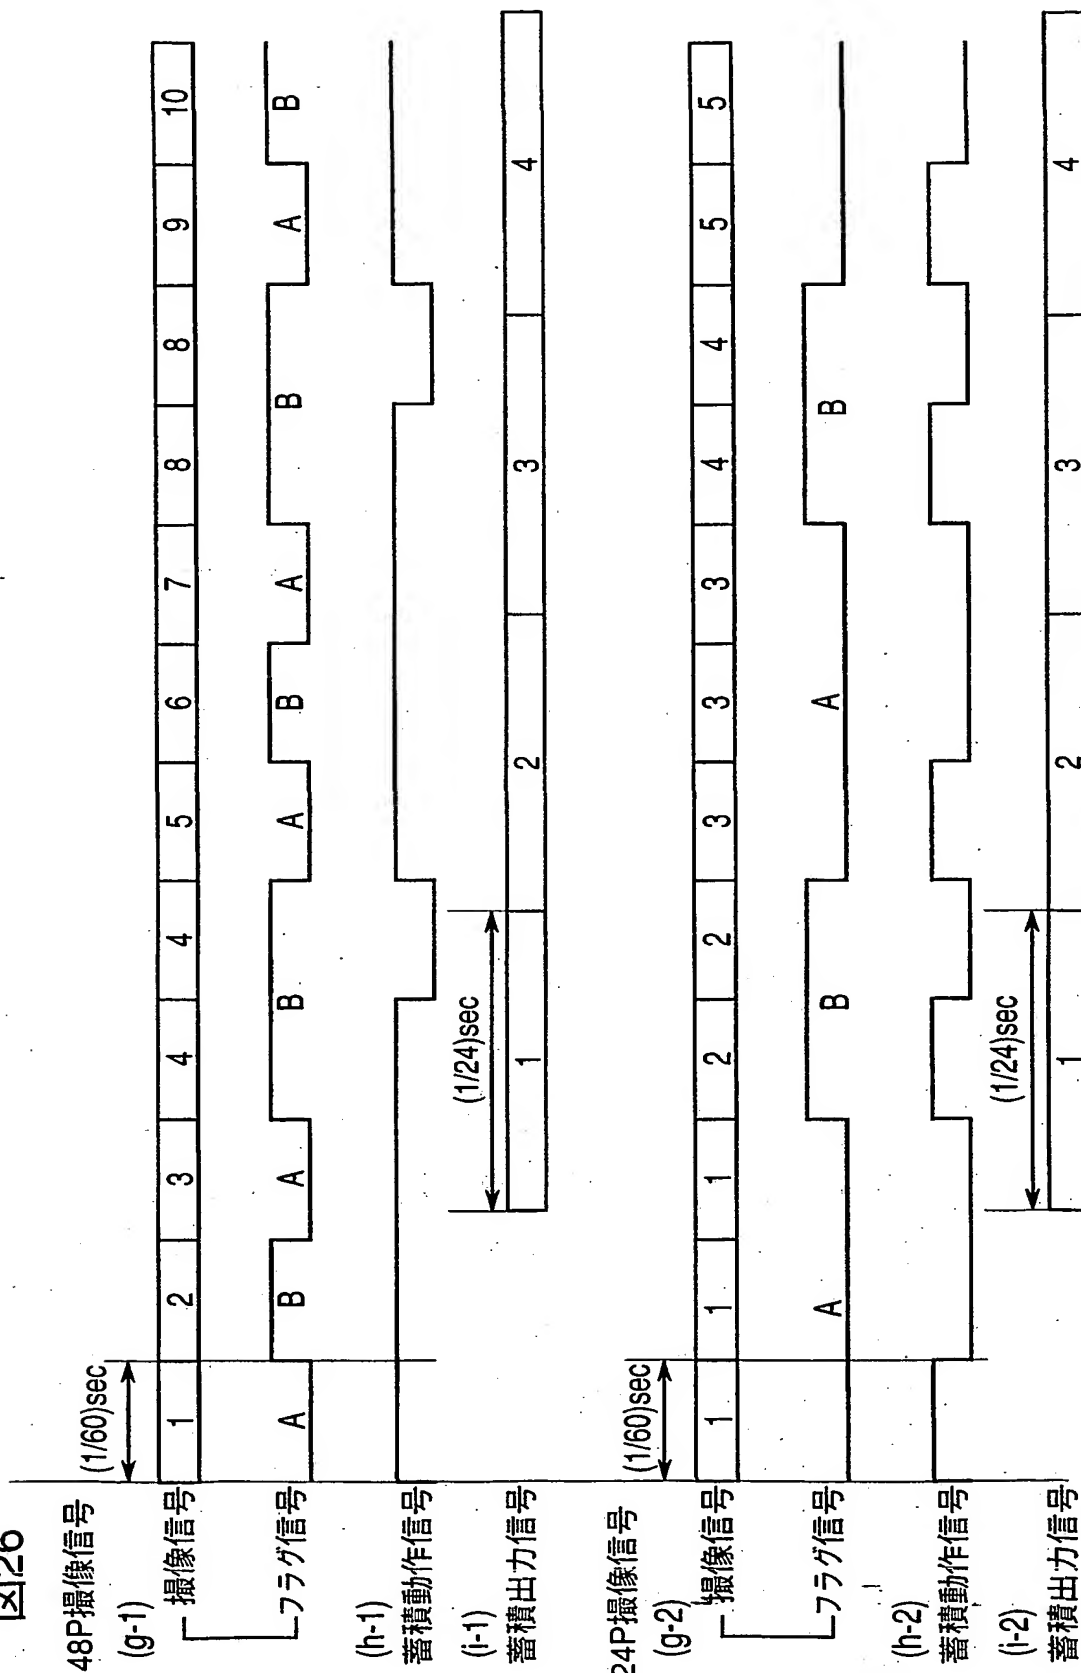 図26
48P撮像信号
(g-1)
(1/60)sec
撮像信号 1 2 3 4 4 5 6 7 8 8 9 10
フラグ信号 A B A B A B A B A B
(h-1)
蓄積動作信号
(i-1)
(1/24)sec
蓄積出力信号 1 2 3 4
24P撮像信号
(g-2)
(1/60)sec
撮像信号 1 1 1 2 2 3 3 3 4 4 5 5
フラグ信号 A B A B
(h-2)
蓄積動作信号
(i-2)
(1/24)sec
蓄積出力信号 1 2 3 4